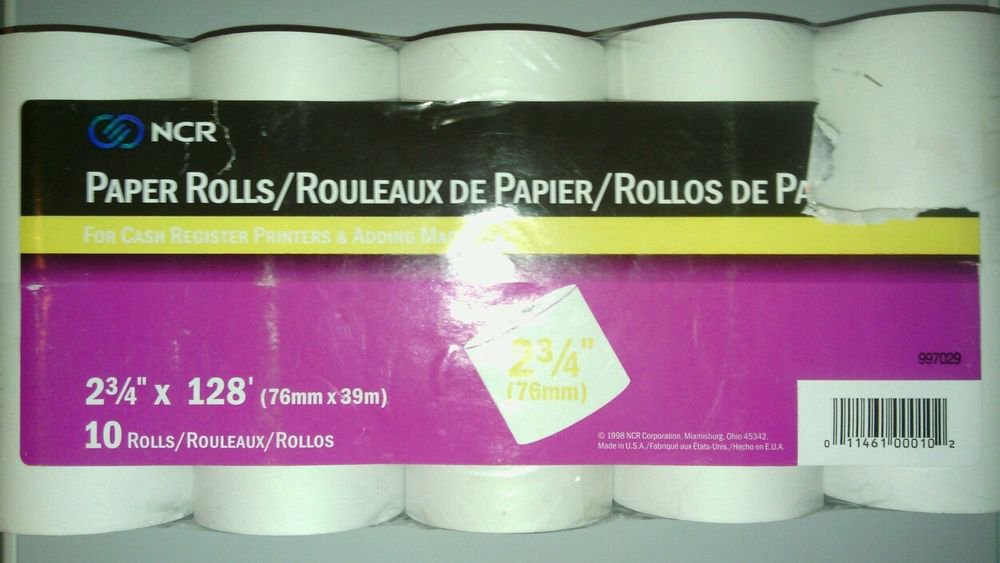 NCR
PAPER ROLLS/ROULEAUX DE PAPIER/ROLLOS DE PA
FOR CASH REGISTER PRINTERS & ADDING MA
2¾"
(76mm)
997029
2¾" x 128' (76mm x 39m)
10 ROLLS/ROULEAUX/ROLLOS
© 1998 NCR Corporation, Miamisburg, Ohio 45342.
Made in U.S.A./Fabriqué aux États-Unis./Hecho en E.U.A.
0 11461 00010 2